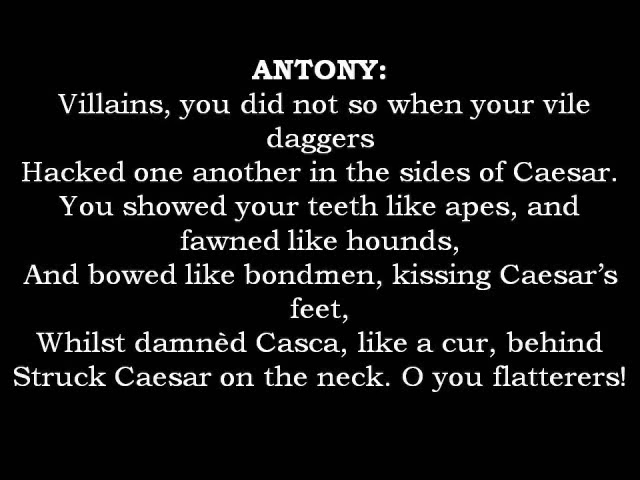 ANTONY:
Villains, you did not so when your vile
daggers
Hacked one another in the sides of Caesar.
You showed your teeth like apes, and
fawned like hounds,
And bowed like bondmen, kissing Caesar’s
feet,
Whilst damnèd Casca, like a cur, behind
Struck Caesar on the neck. O you flatterers!